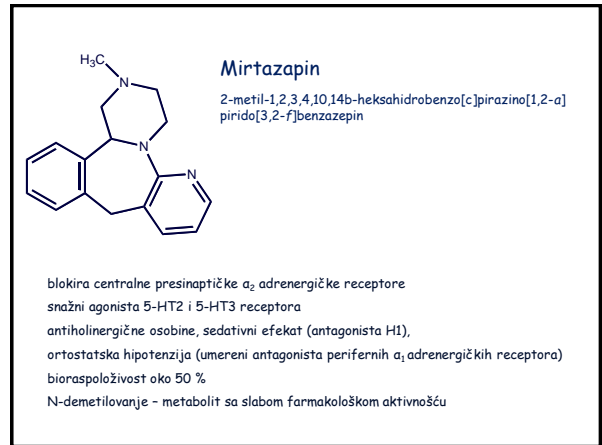 H₃C
N
N
N
Mirtazapin
2-metil-1,2,3,4,10,14b-heksahidrobenzo[c]pirazino[1,2-a]
pirido[3,2-f]benzazepin
blokira centralne presinaptičke α₂ adrenergičke receptore
snažni agonista 5-HT2 i 5-HT3 receptora
antiholinergične osobine, sedativni efekat (antagonista H1),
ortostatska hipotenzija (umereni antagonista perifernih α₁ adrenergičkih receptora)
bioraspoloživost oko 50 %
N-demetilovanje – metabolit sa slabom farmakološkom aktivnošću